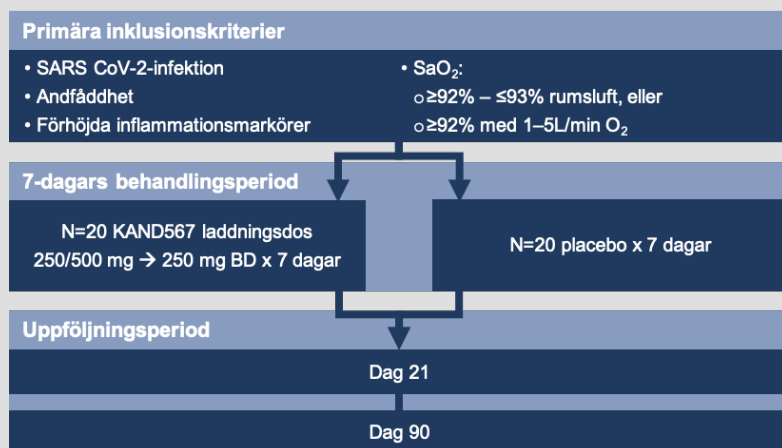 Primära inklusionskriterier
• SARS CoV-2-infektion
• Andfåddhet
• Förhöjda inflammationsmarkörer
• SaO₂:
o ≥92% – ≤93% rumsluft, eller
o ≥92% med 1–5L/min O₂
7-dagars behandlingsperiod
N=20 KAND567 laddningsdos
250/500 mg → 250 mg BD x 7 dagar
N=20 placebo x 7 dagar
Uppföljningsperiod
Dag 21
Dag 90